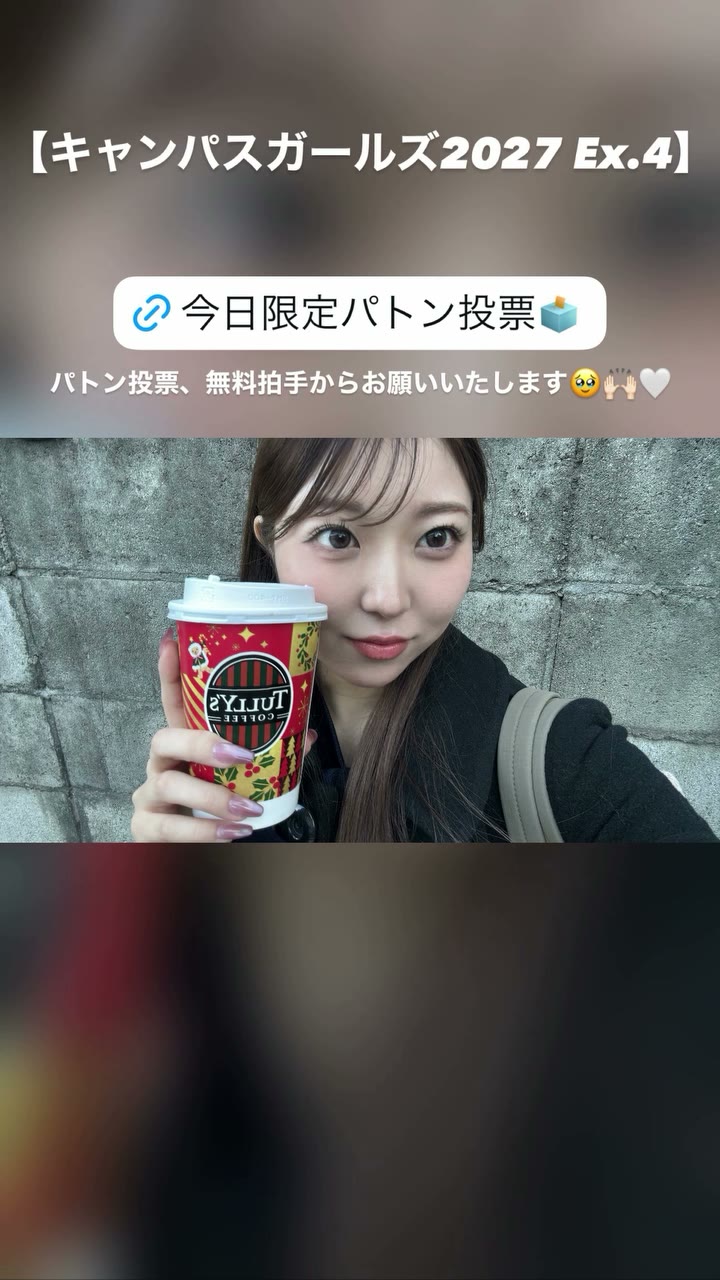 【キャンパスガールズ2027 Ex.4】
今日限定パトン投票🗳️
パトン投票、無料拍手からお願いいたします🥹🙌🏻🤍
TULLY'S
COFFEE